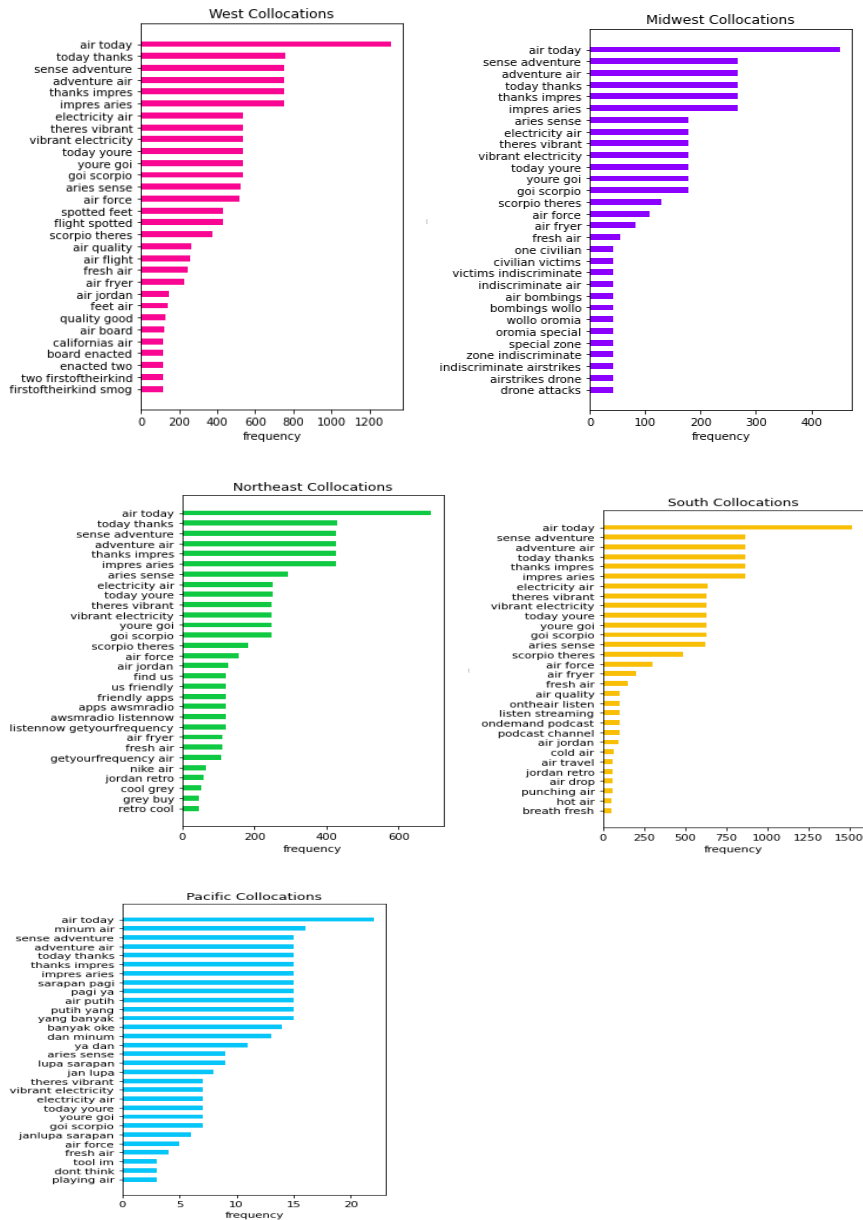 West Collocations
air today
today thanks
sense adventure
adventure air
thanks impres
impres aries
electricity air
theres vibrant
vibrant electricity
today youre
youre goi
goi scorpio
aries sense
air force
spotted feet
flight spotted
scorpio theres
air quality
air flight
fresh air
air fryer
air jordan
feet air
quality good
air board
californias air
board enacted
enacted two
two firstoftheirkind
firstoftheirkind smog
0 200 400 600 800 1000 1200
frequency
Midwest Collocations
air today
sense adventure
adventure air
today thanks
thanks impres
impres aries
aries sense
electricity air
theres vibrant
vibrant electricity
today youre
youre goi
goi scorpio
scorpio theres
air force
air fryer
fresh air
one civilian
civilian victims
victims indiscriminate
indiscriminate air
air bombings
bombings wollo
wollo oromia
oromia special
special zone
zone indiscriminate
indiscriminate airstrikes
airstrikes drone
drone attacks
0 100 200 300 400
frequency
Northeast Collocations
air today
today thanks
sense adventure
adventure air
thanks impres
impres aries
aries sense
electricity air
today youre
theres vibrant
vibrant electricity
youre goi
goi scorpio
scorpio theres
air force
air jordan
find us
us friendly
friendly apps
apps awsmradio
awsmradio listennow
listennow getyourfrequency
air fryer
fresh air
getyourfrequency air
nike air
jordan retro
cool grey
grey buy
retro cool
0 200 400 600
frequency
South Collocations
air today
sense adventure
adventure air
today thanks
thanks impres
impres aries
electricity air
theres vibrant
vibrant electricity
today youre
youre goi
goi scorpio
aries sense
scorpio theres
air force
air fryer
fresh air
air quality
ontheair listen
listen streaming
ondemand podcast
podcast channel
air jordan
cold air
air travel
jordan retro
air drop
punching air
hot air
breath fresh
0 250 500 750 1000 1250 1500
frequency
Pacific Collocations
air today
minum air
sense adventure
adventure air
today thanks
thanks impres
impres aries
sarapan pagi
pagi ya
air putih
putih yang
yang banyak
banyak oke
dan minum
ya dan
aries sense
lupa sarapan
jan lupa
theres vibrant
vibrant electricity
electricity air
today youre
youre goi
goi scorpio
janlupa sarapan
air force
fresh air
tool im
dont think
playing air
0 5 10 15 20
frequency